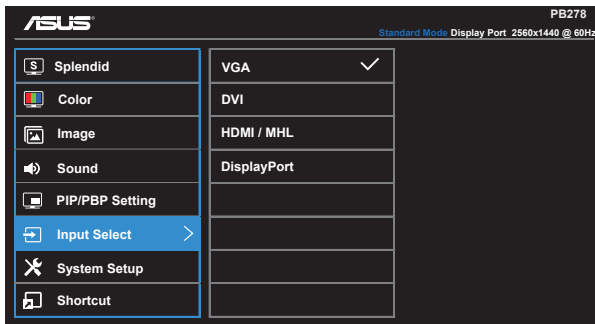 ASUS
PB278
Standard Mode Display Port 2560x1440 @ 60Hz
S Splendid
Color
Image
Sound
PIP/PBP Setting
Input Select
System Setup
Shortcut
VGA
DVI
HDMI / MHL
DisplayPort